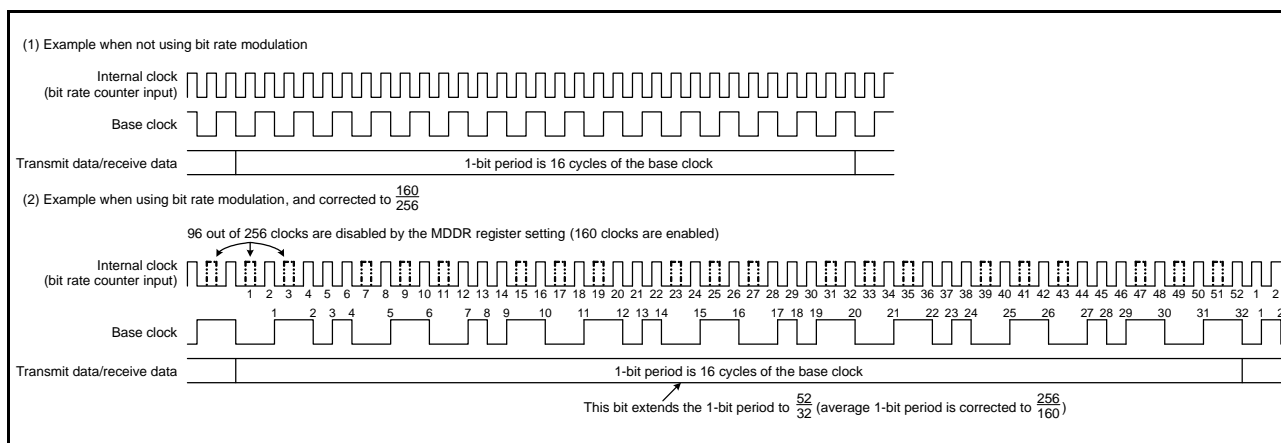 (1) Example when not using bit rate modulation
Internal clock
(bit rate counter input)
Base clock
Transmit data/receive data
1-bit period is 16 cycles of the base clock
(2) Example when using bit rate modulation, and corrected to 160/256
96 out of 256 clocks are disabled by the MDDR register setting (160 clocks are enabled)
Internal clock
(bit rate counter input)
1 2 3 4 5 6 7 8 9 10 11 12 13 14 15 16 17 18 19 20 21 22 23 24 25 26 27 28 29 30 31 32 33 34 35 36 37 38 39 40 41 42 43 44 45 46 47 48 49 50 51 52 1 2
1 2 3 4 5 6 7 8 9 10 11 12 13 14 15 16 17 18 19 20 21 22 23 24 25 26 27 28 29 30 31 32 1 2
Base clock
Transmit data/receive data
1-bit period is 16 cycles of the base clock
This bit extends the 1-bit period to 52/32 (average 1-bit period is corrected to 256/160)